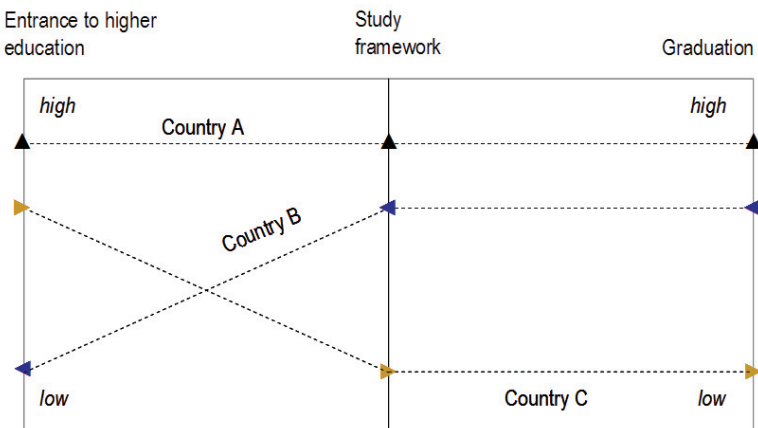 Entrance to higher
education
Study
framework
Graduation
high
high
Country A
Country B
Country C
low
low